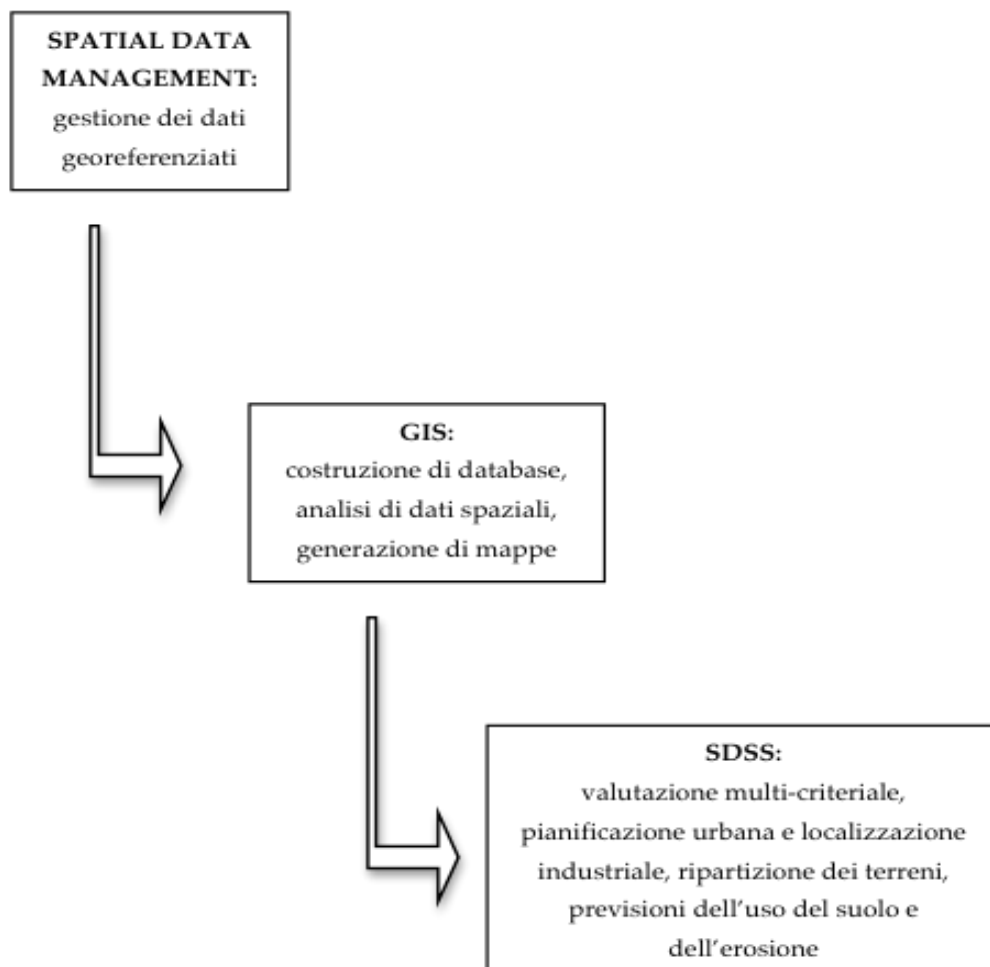 SPATIAL DATA
MANAGEMENT:
gestione dei dati
georeferenziati
GIS:
costruzione di database,
analisi di dati spaziali,
generazione di mappe
SDSS:
valutazione multi-criteriale,
pianificazione urbana e localizzazione
industriale, ripartizione dei terreni,
previsioni dell’uso del suolo e
dell’erosione